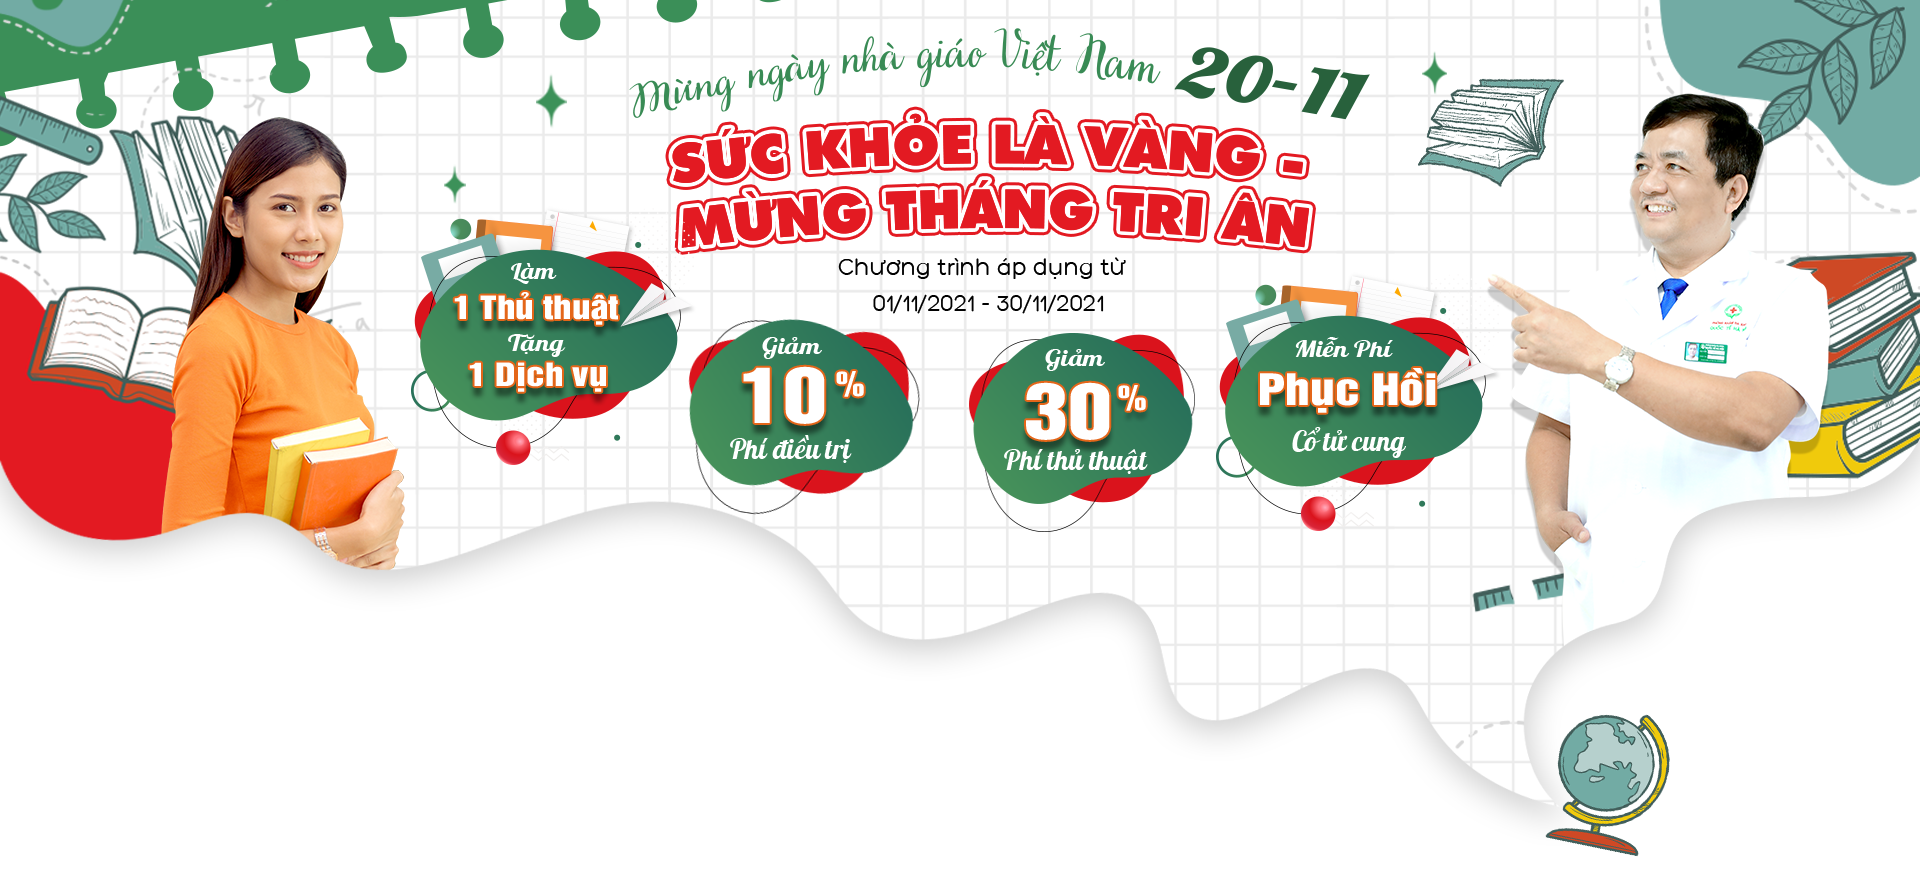 Mừng ngày nhà giáo Việt Nam 20-11
SỨC KHỎE LÀ VÀNG -
MỪNG THÁNG TRI ÂN
Chương trình áp dụng từ
01/11/2021 - 30/11/2021
Làm
1 Thủ thuật
Tặng
1 Dịch vụ
Giảm
10%
Phí điều trị
Giảm
30%
Phí thủ thuật
Miễn Phí
Phục Hồi
Cổ tử cung